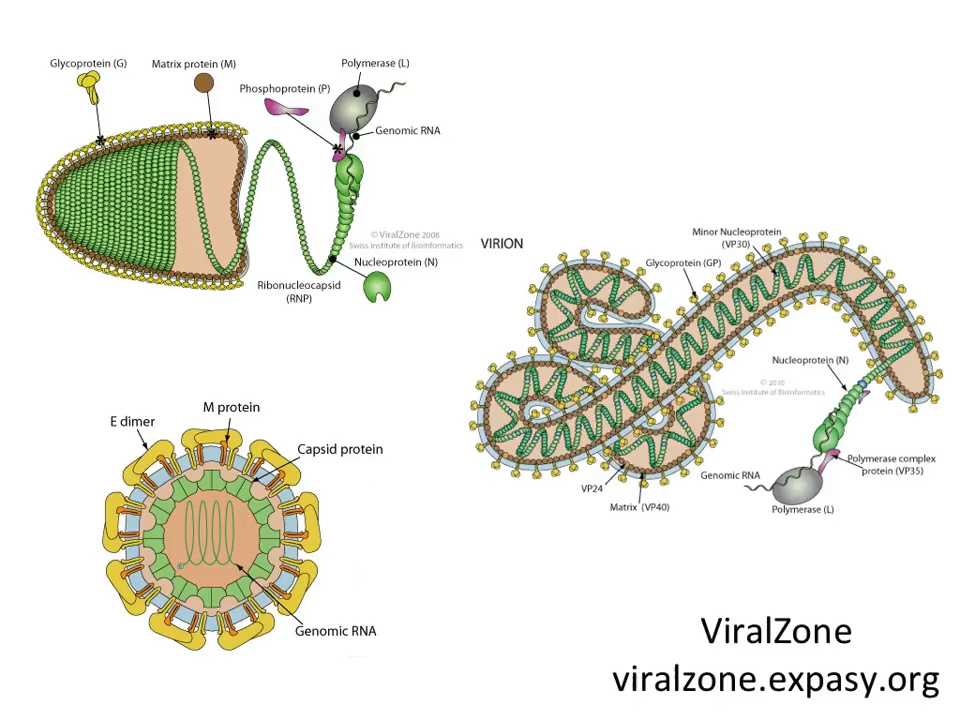 Glycoprotein (G)
Matrix protein (M)
Polymerase (L)
Phosphoprotein (P)
Genomic RNA
© ViralZone 2008
Swiss Institute of Bioinformatics
Nucleoprotein (N)
Ribonucleocapsid
(RNP)
VIRION
Minor Nucleoprotein
(VP30)
Glycoprotein (GP)
Nucleoprotein (N)
© 2010
Swiss Institute of Bioinformatics
Polymerase complex
protein (VP35)
Genomic RNA
VP24
Matrix (VP40)
Polymerase (L)
M protein
E dimer
Capsid protein
Genomic RNA
ViralZone
viralzone.expasy.org